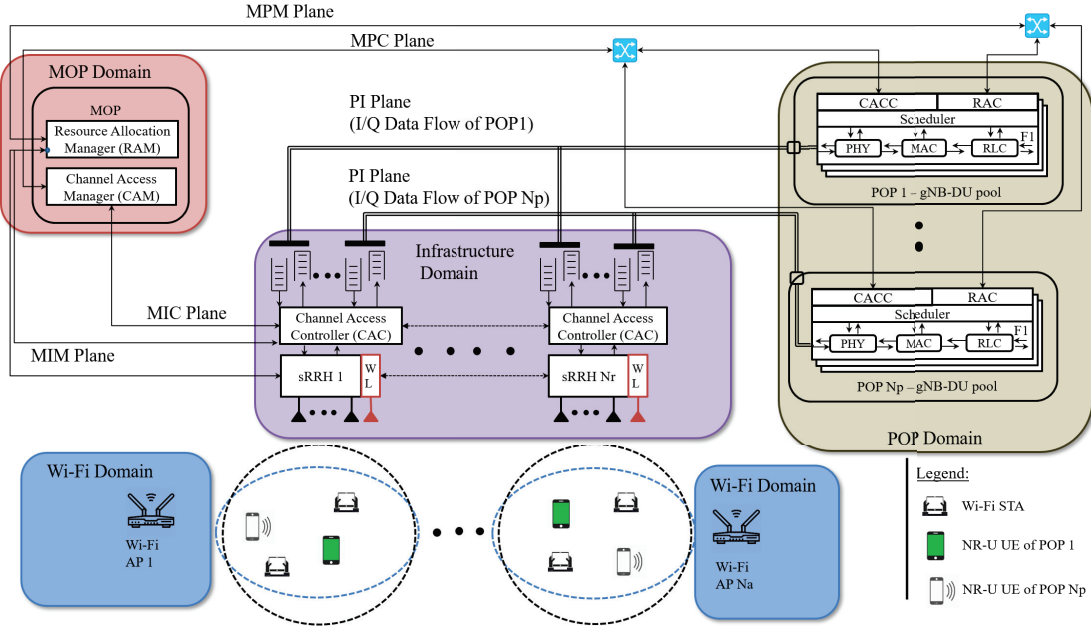 MPM Plane
MPC Plane
MOP Domain
MOP
Resource Allocation
Manager (RAM)
Channel Access
Manager (CAM)
PI Plane
(I/Q Data Flow of POP1)
PI Plane
(I/Q Data Flow of POP Np)
CACC
RAC
Scheduler
F1
PHY
MAC
RLC
POP 1 – gNB-DU pool
CACC
RAC
Scheduler
F1
PHY
MAC
RLC
POP Np – gNB-DU pool
POP Domain
Infrastructure
Domain
MIC Plane
Channel Access
Controller (CAC)
Channel Access
Controller (CAC)
MIM Plane
sRRH 1
W
L
sRRH Nr
W
L
Wi-Fi Domain
Wi-Fi
AP 1
Wi-Fi Domain
Wi-Fi
AP Na
Legend:
Wi-Fi STA
NR-U UE of POP 1
NR-U UE of POP Np